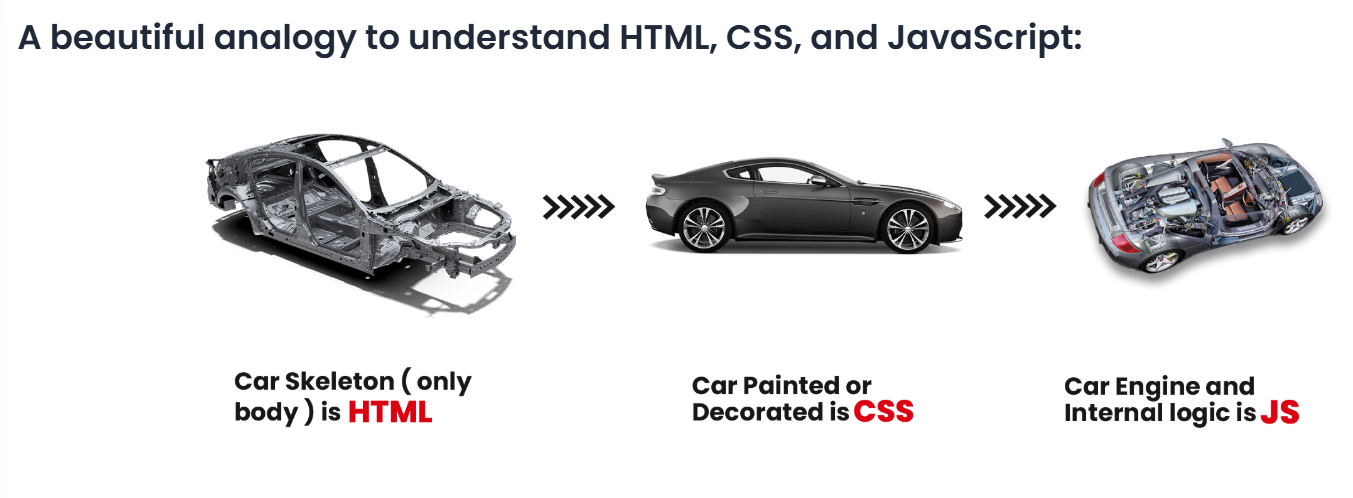 A beautiful analogy to understand HTML, CSS, and JavaScript:
Car Skeleton ( only
body ) is HTML
Car Painted or
Decorated is CSS
Car Engine and
Internal logic is JS